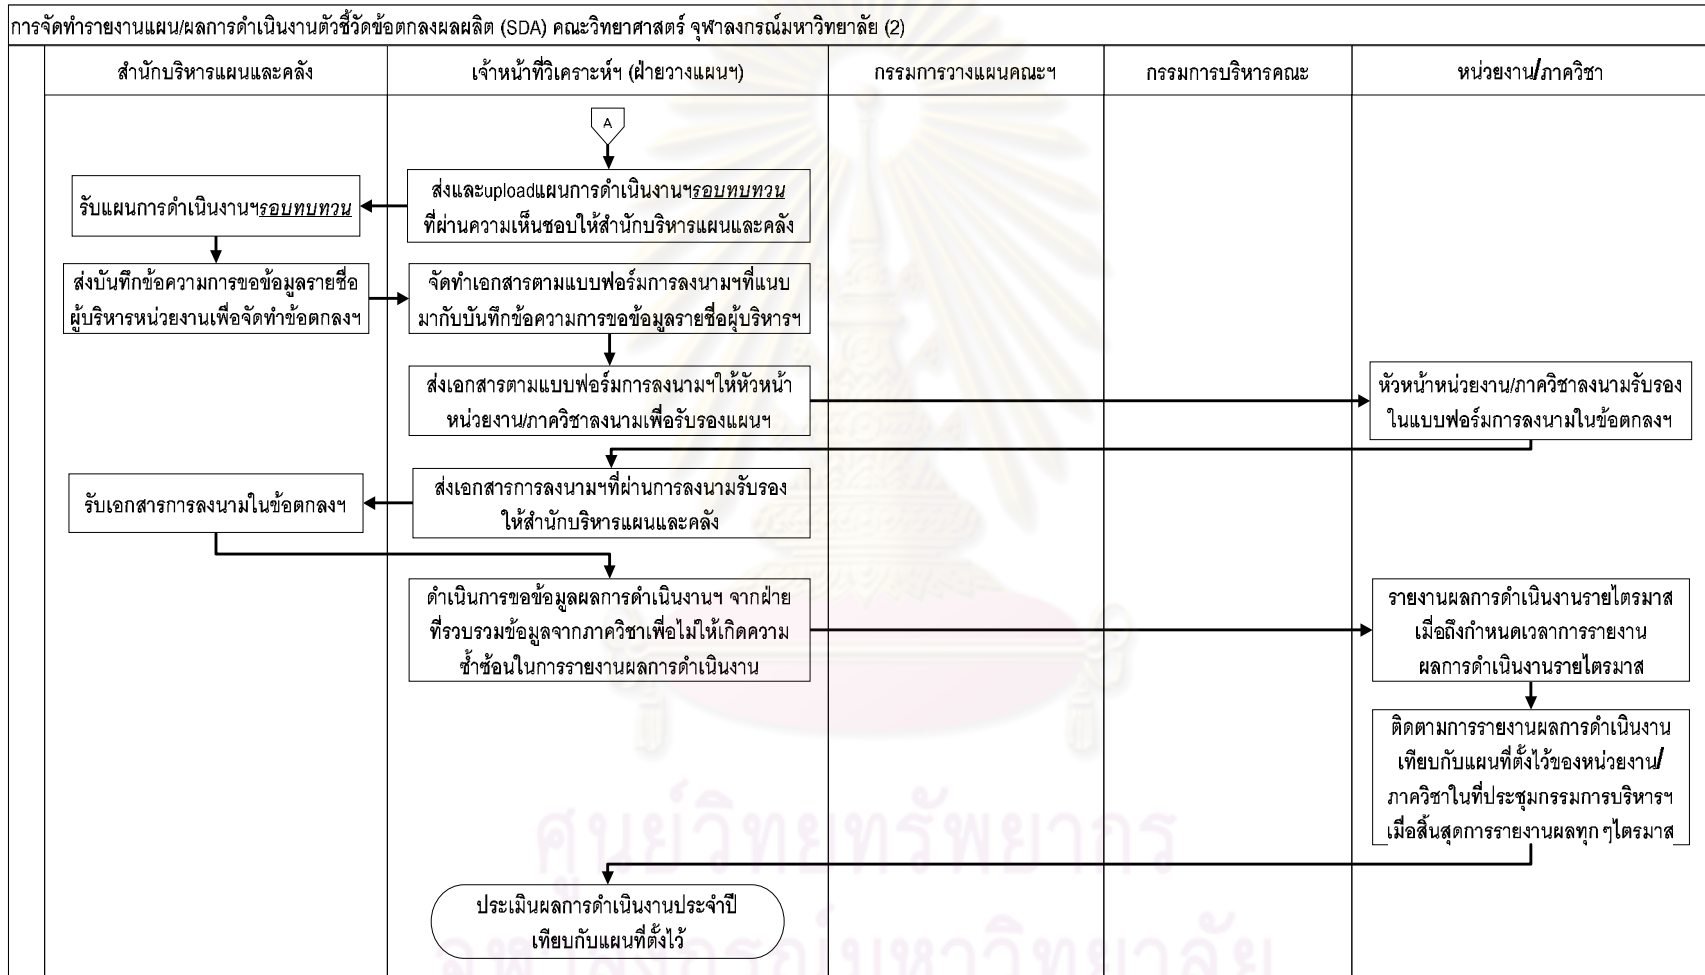 การจัดทำรายงานแผน/ผลการดำเนินงานตัวชี้วัดข้อตกลงผลผลิต (SDA) คณะวิทยาศาสตร์ จุฬาลงกรณ์มหาวิทยาลัย (2)
สำนักบริหารแผนและคลัง
เจ้าหน้าที่วิเคราะห์ฯ (ฝ่ายวางแผนฯ)
กรรมการวางแผนคณะฯ
กรรมการบริหารคณะ
หน่วยงาน/ภาควิชา
A
ส่งและuploadแผนการดำเนินงานฯรอบทบทวน
ที่ผ่านความเห็นชอบให้สำนักบริหารแผนและคลัง
รับแผนการดำเนินงานฯรอบทบทวน
ส่งบันทึกข้อความการขอข้อมูลรายชื่อ
ผู้บริหารหน่วยงานเพื่อจัดทำข้อตกลงฯ
จัดทำเอกสารตามแบบฟอร์มการลงนามฯที่แนบ
มากับบันทึกข้อความการขอข้อมูลรายชื่อผู้บริหารฯ
ส่งเอกสารตามแบบฟอร์มการลงนามฯให้หัวหน้า
หน่วยงาน/ภาควิชาลงนามเพื่อรับรองแผนฯ
หัวหน้าหน่วยงาน/ภาควิชาลงนามรับรอง
ในแบบฟอร์มการลงนามในข้อตกลงฯ
ส่งเอกสารการลงนามฯที่ผ่านการลงนามรับรอง
ให้สำนักบริหารแผนและคลัง
รับเอกสารการลงนามในข้อตกลงฯ
ดำเนินการขอข้อมูลผลการดำเนินงานฯ จากฝ่าย
ที่รวบรวมข้อมูลจากภาควิชาเพื่อไม่ให้เกิดความ
ซ้ำซ้อนในการรายงานผลการดำเนินงาน
รายงานผลการดำเนินงานรายไตรมาส
เมื่อถึงกำหนดเวลาการรายงาน
ผลการดำเนินงานรายไตรมาส
ติดตามการรายงานผลการดำเนินงาน
เทียบกับแผนที่ตั้งไว้ของหน่วยงาน/
ภาควิชาในที่ประชุมกรรมการบริหารฯ
เมื่อสิ้นสุดการรายงานผลทุกๆไตรมาส
ประเมินผลการดำเนินงานประจำปี
เทียบกับแผนที่ตั้งไว้
ศูนย์วิทยทรัพยากร
จุฬาลงกรณ์มหาวิทยาลัย